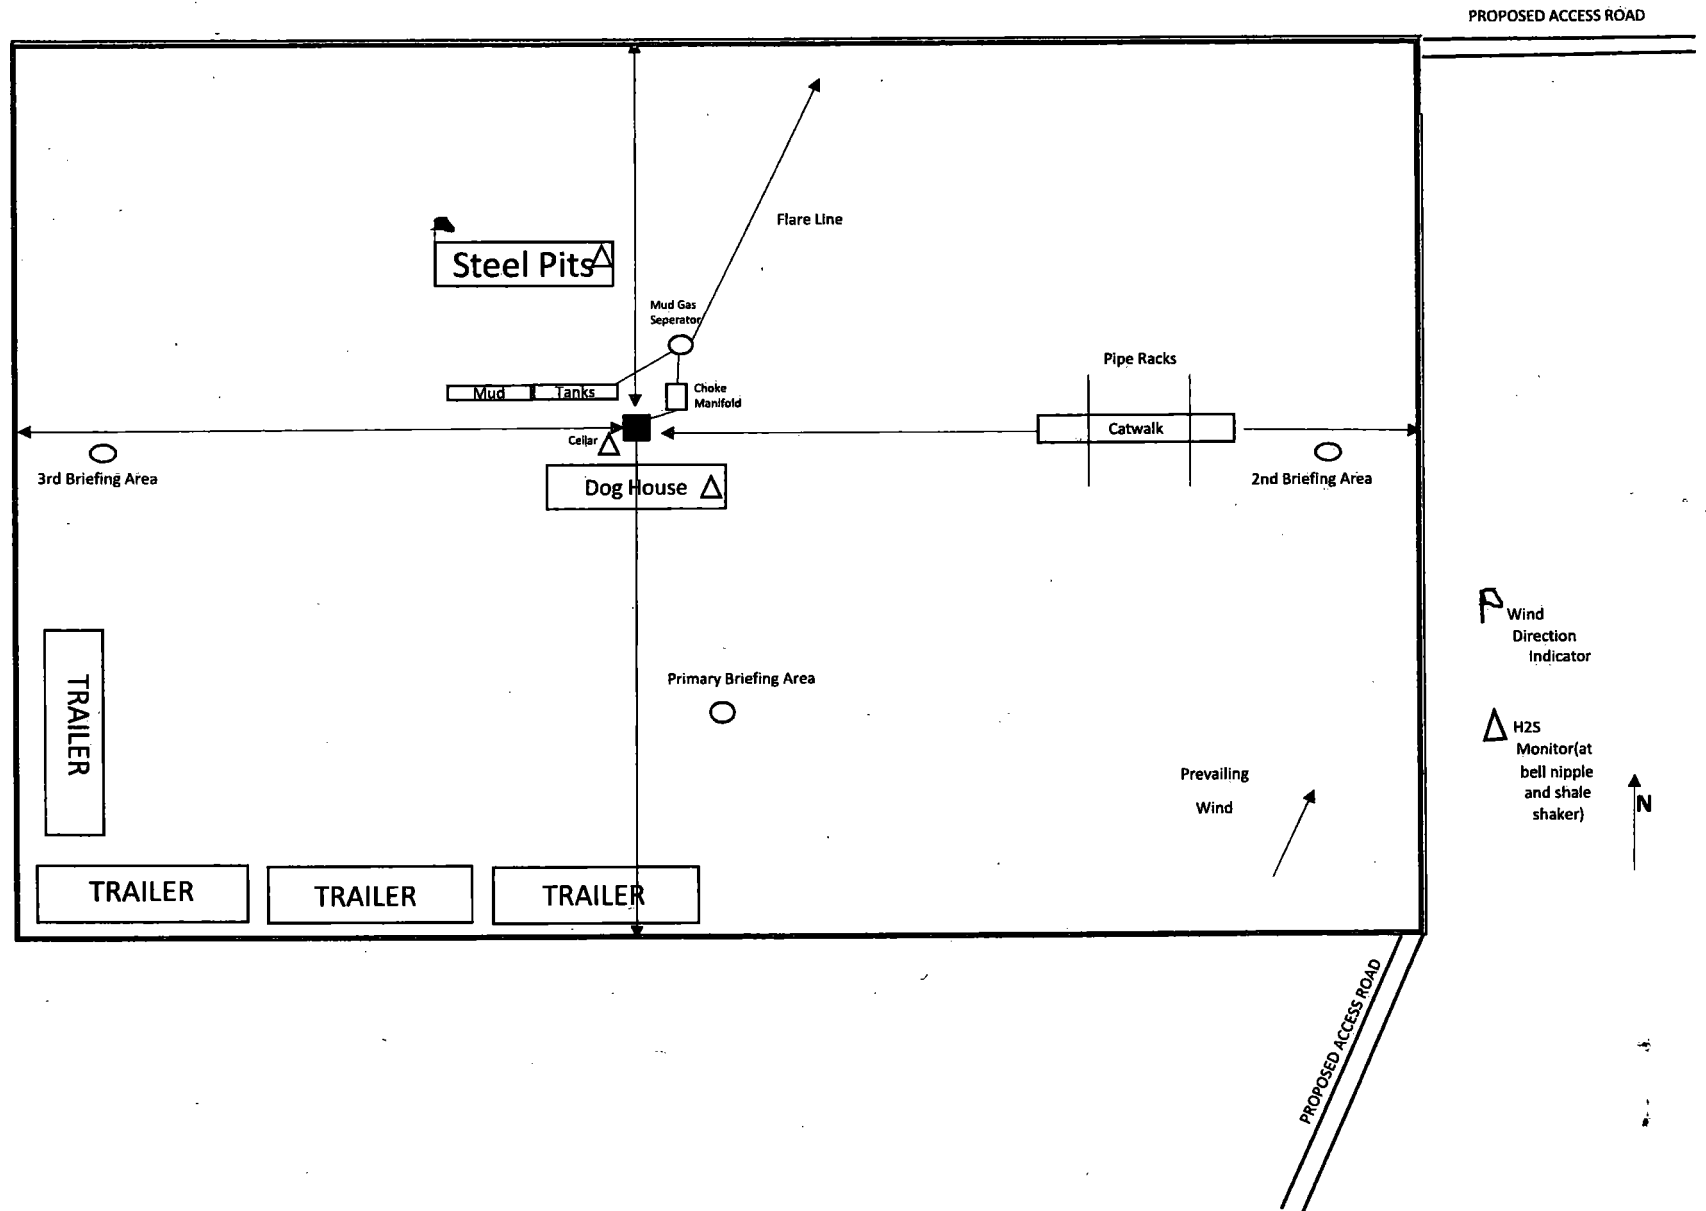 PROPOSED ACCESS ROAD
Flare Line
Steel Pits
Mud Gas
Seperator
Pipe Racks
Mud
Tanks
Choke
Manifold
Cellar
Catwalk
3rd Briefing Area
Dog House
2nd Briefing Area
Wind
Direction
Indicator
TRAILER
Primary Briefing Area
H2S
Monitor(at
bell nipple
and shale
shaker)
Prevailing
Wind
N
TRAILER
TRAILER
TRAILER
PROPOSED ACCESS ROAD